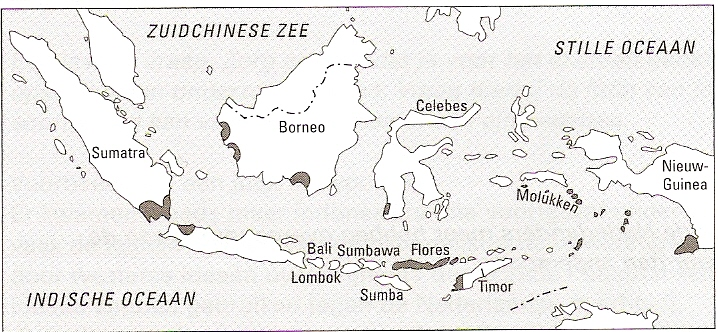 ZUIDCHINESE ZEE
STILLE OCEAAN
Celebes
Borneo
Sumatra
Nieuw-
Guinea
Molukken
Bali
Sumbawa
Flores
Lombok
Sumba
Timor
INDISCHE OCEAAN